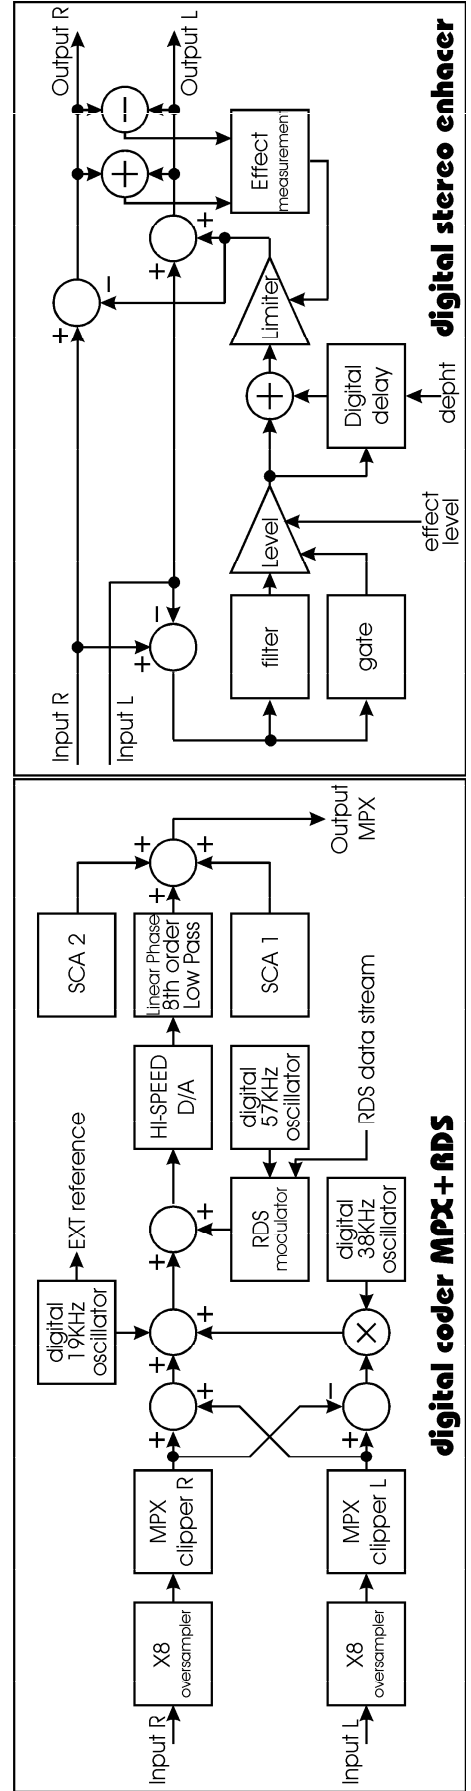 Input R
X8
oversampler
MPX
clipper R
+
+
+
+
digital
19KHz
oscillator
EXT reference
+
+
+
HI-SPEED
D/A
Linear Phase
8th order
Low Pass
SCA 2
+
+
+
SCA 1
Output
MPX
RDS
moculator
digital
57KHz
oscillator
RDS data stream
digital
38KHz
oscillator
×
−
+
Input L
X8
oversampler
MPX
clipper L
digital coder MPX+RDS
Input R
Input L
+
−
filter
gate
Level
effect
level
+
Digital
delay
depht
Limiter
+
−
+
+
+
−
Effect
measurement
Output R
Output L
digital stereo enhacer